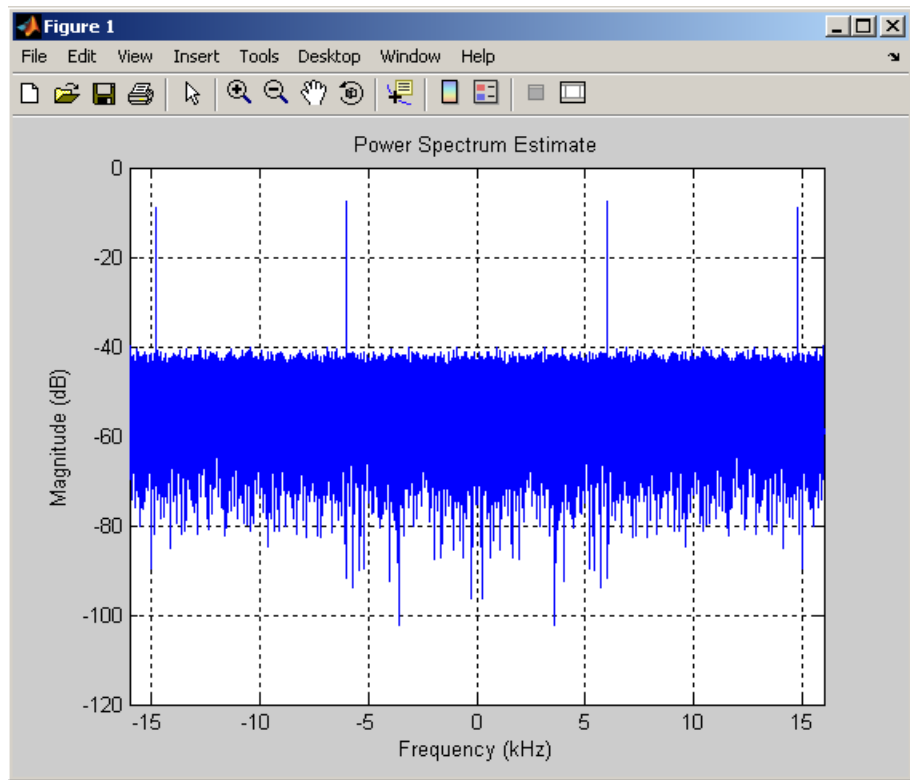 Figure 1
File Edit View Insert Tools Desktop Window Help
Power Spectrum Estimate
0
-20
-40
-60
-80
-100
-120
Magnitude (dB)
-15 -10 -5 0 5 10 15
Frequency (kHz)